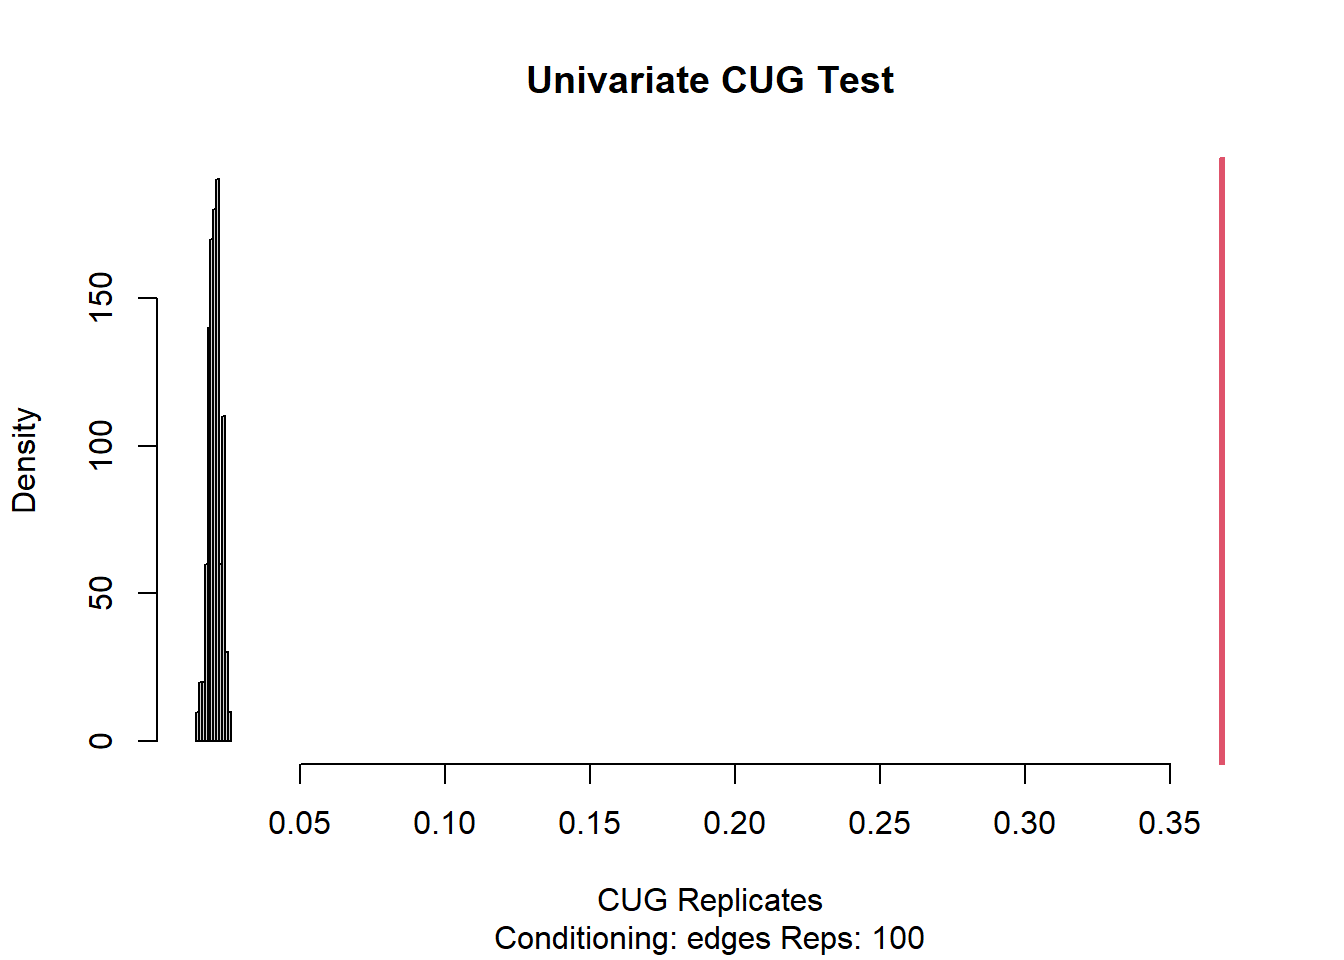 Univariate CUG Test
Density
150
100
50
0
0.05 0.10 0.15 0.20 0.25 0.30 0.35
CUG Replicates
Conditioning: edges Reps: 100